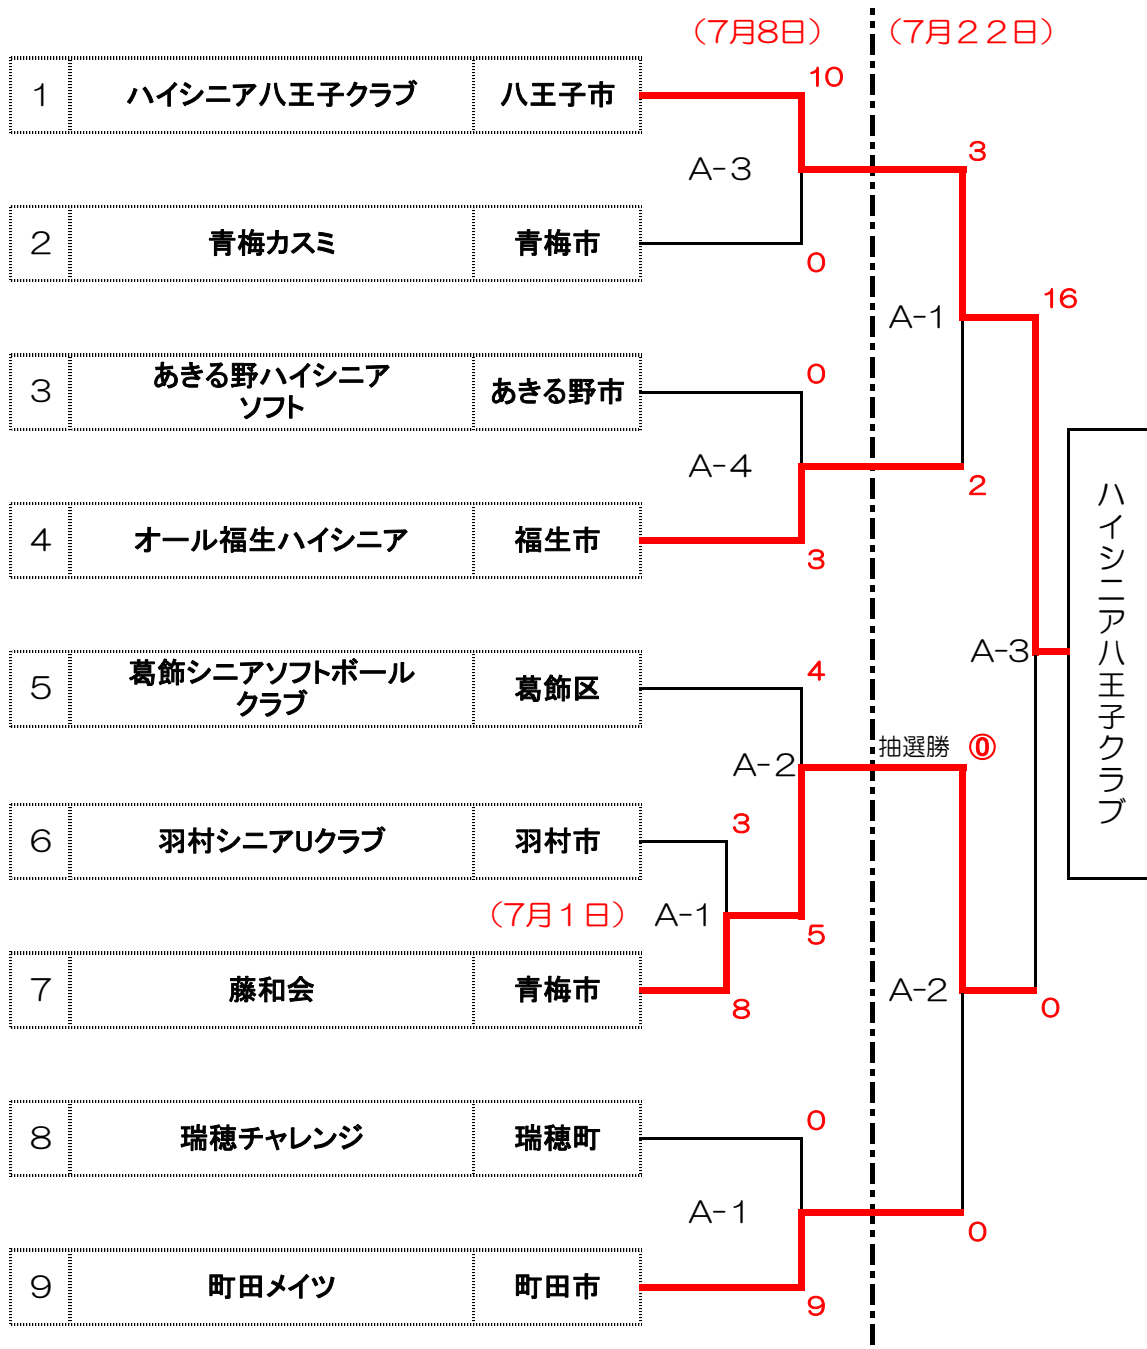 （７月８日）
（７月２２日）
10
1 ハイシニア八王子クラブ 八王子市
A-3
3
2 青梅カスミ 青梅市
0
16
A-1
0
3 あきる野ハイシニア
ソフト あきる野市
A-4
2
4 オール福生ハイシニア 福生市
3
ハイシニア八王子クラブ
A-3
4
5 葛飾シニアソフトボール
クラブ 葛飾区
抽選勝 ⓪
A-2
3
6 羽村シニアUクラブ 羽村市
（７月１日） A-1
5
7 藤和会 青梅市
A-2
8
0
0
8 瑞穂チャレンジ 瑞穂町
A-1
0
9 町田メイツ 町田市
9